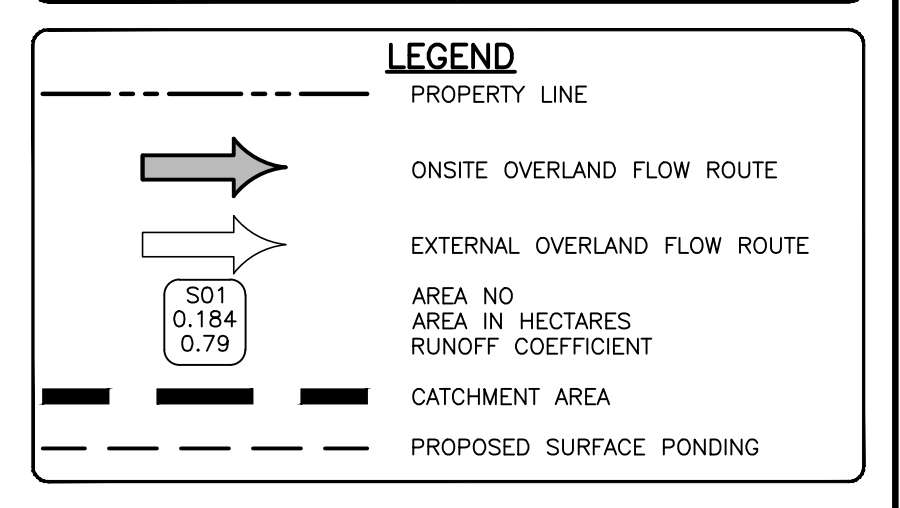 LEGEND
PROPERTY LINE
ONSITE OVERLAND FLOW ROUTE
EXTERNAL OVERLAND FLOW ROUTE
S01 AREA NO
0.184 AREA IN HECTARES
0.79 RUNOFF COEFFICIENT
CATCHMENT AREA
PROPOSED SURFACE PONDING